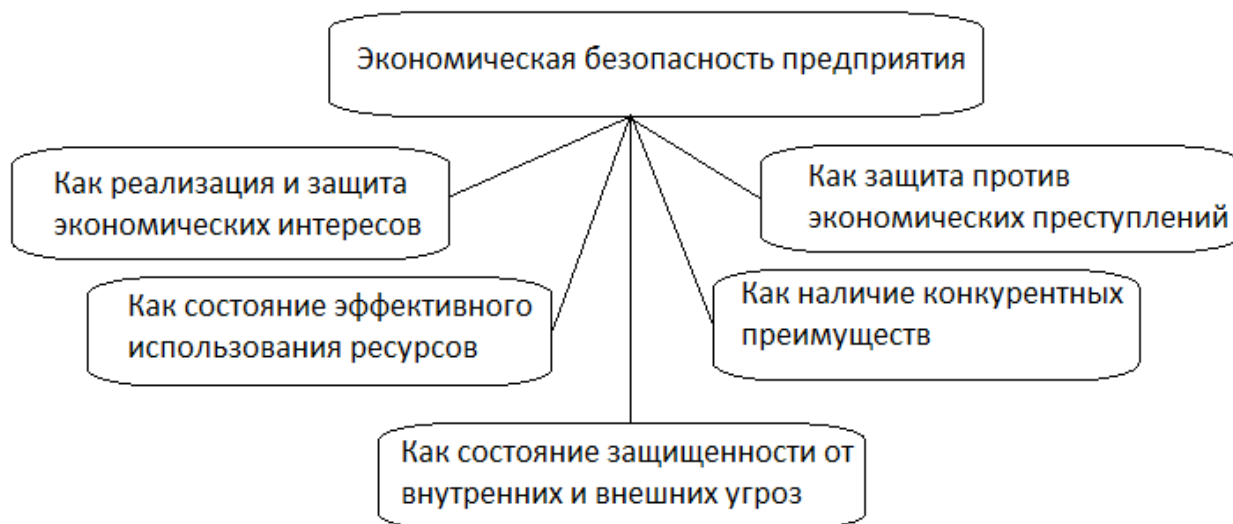 Экономическая безопасность предприятия
Как реализация и защита
экономических интересов
Как защита против
экономических преступлений
Как состояние эффективного
использования ресурсов
Как наличие конкурентных
преимуществ
Как состояние защищенности от
внутренних и внешних угроз